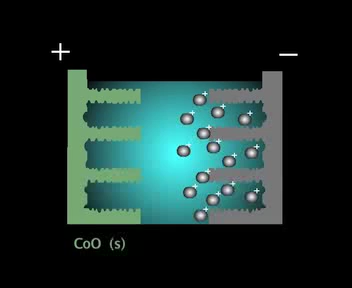 + −
+ + + + + + + + + + + + + + + +
CoO (s)